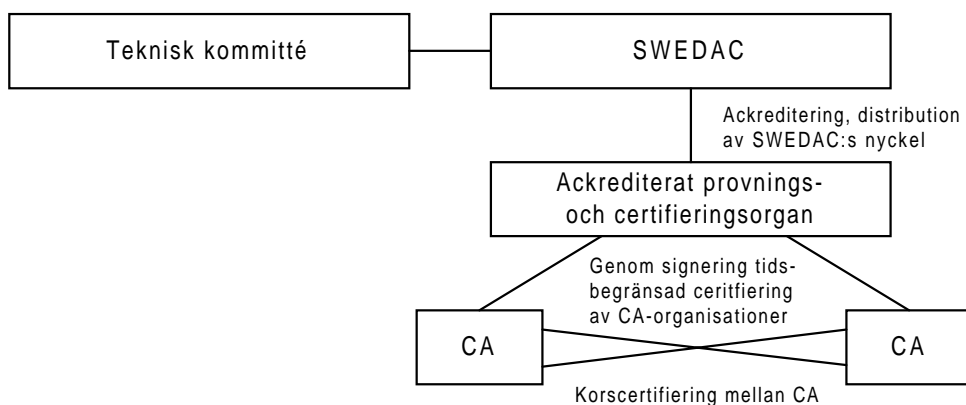 Teknisk kommitté
SWEDAC
Ackreditering, distribution
av SWEDAC:s nyckel
Ackrediterat provnings-
och certifieringsorgan
Genom signering tids-
begränsad ceritfiering
av CA-organisationer
CA
CA
Korscertifiering mellan CA